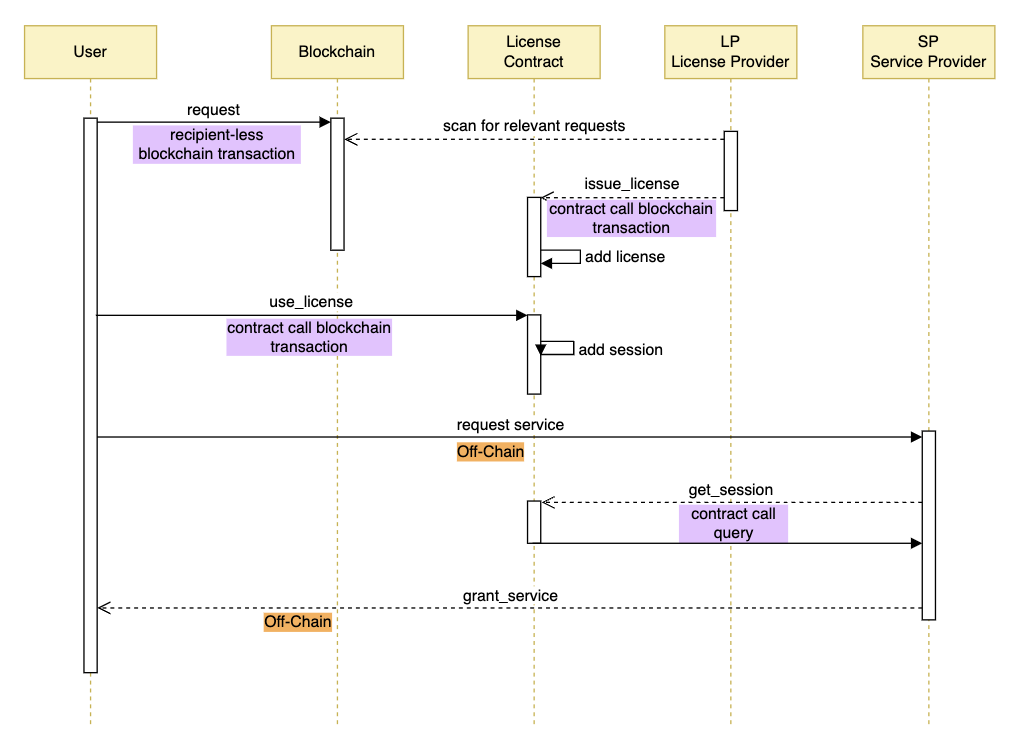 User
Blockchain
License
Contract
LP
License Provider
SP
Service Provider
request
recipient-less
blockchain transaction
scan for relevant requests
issue_license
contract call blockchain
transaction
add license
use_license
contract call blockchain
transaction
add session
request service
Off-Chain
get_session
contract call
query
grant_service
Off-Chain